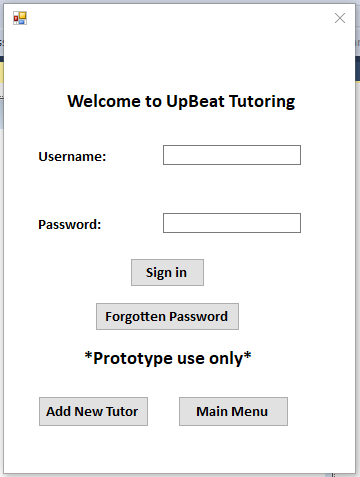 Welcome to UpBeat Tutoring
Username:
Password:
Sign in
Forgotten Password
*Prototype use only*
Add New Tutor
Main Menu